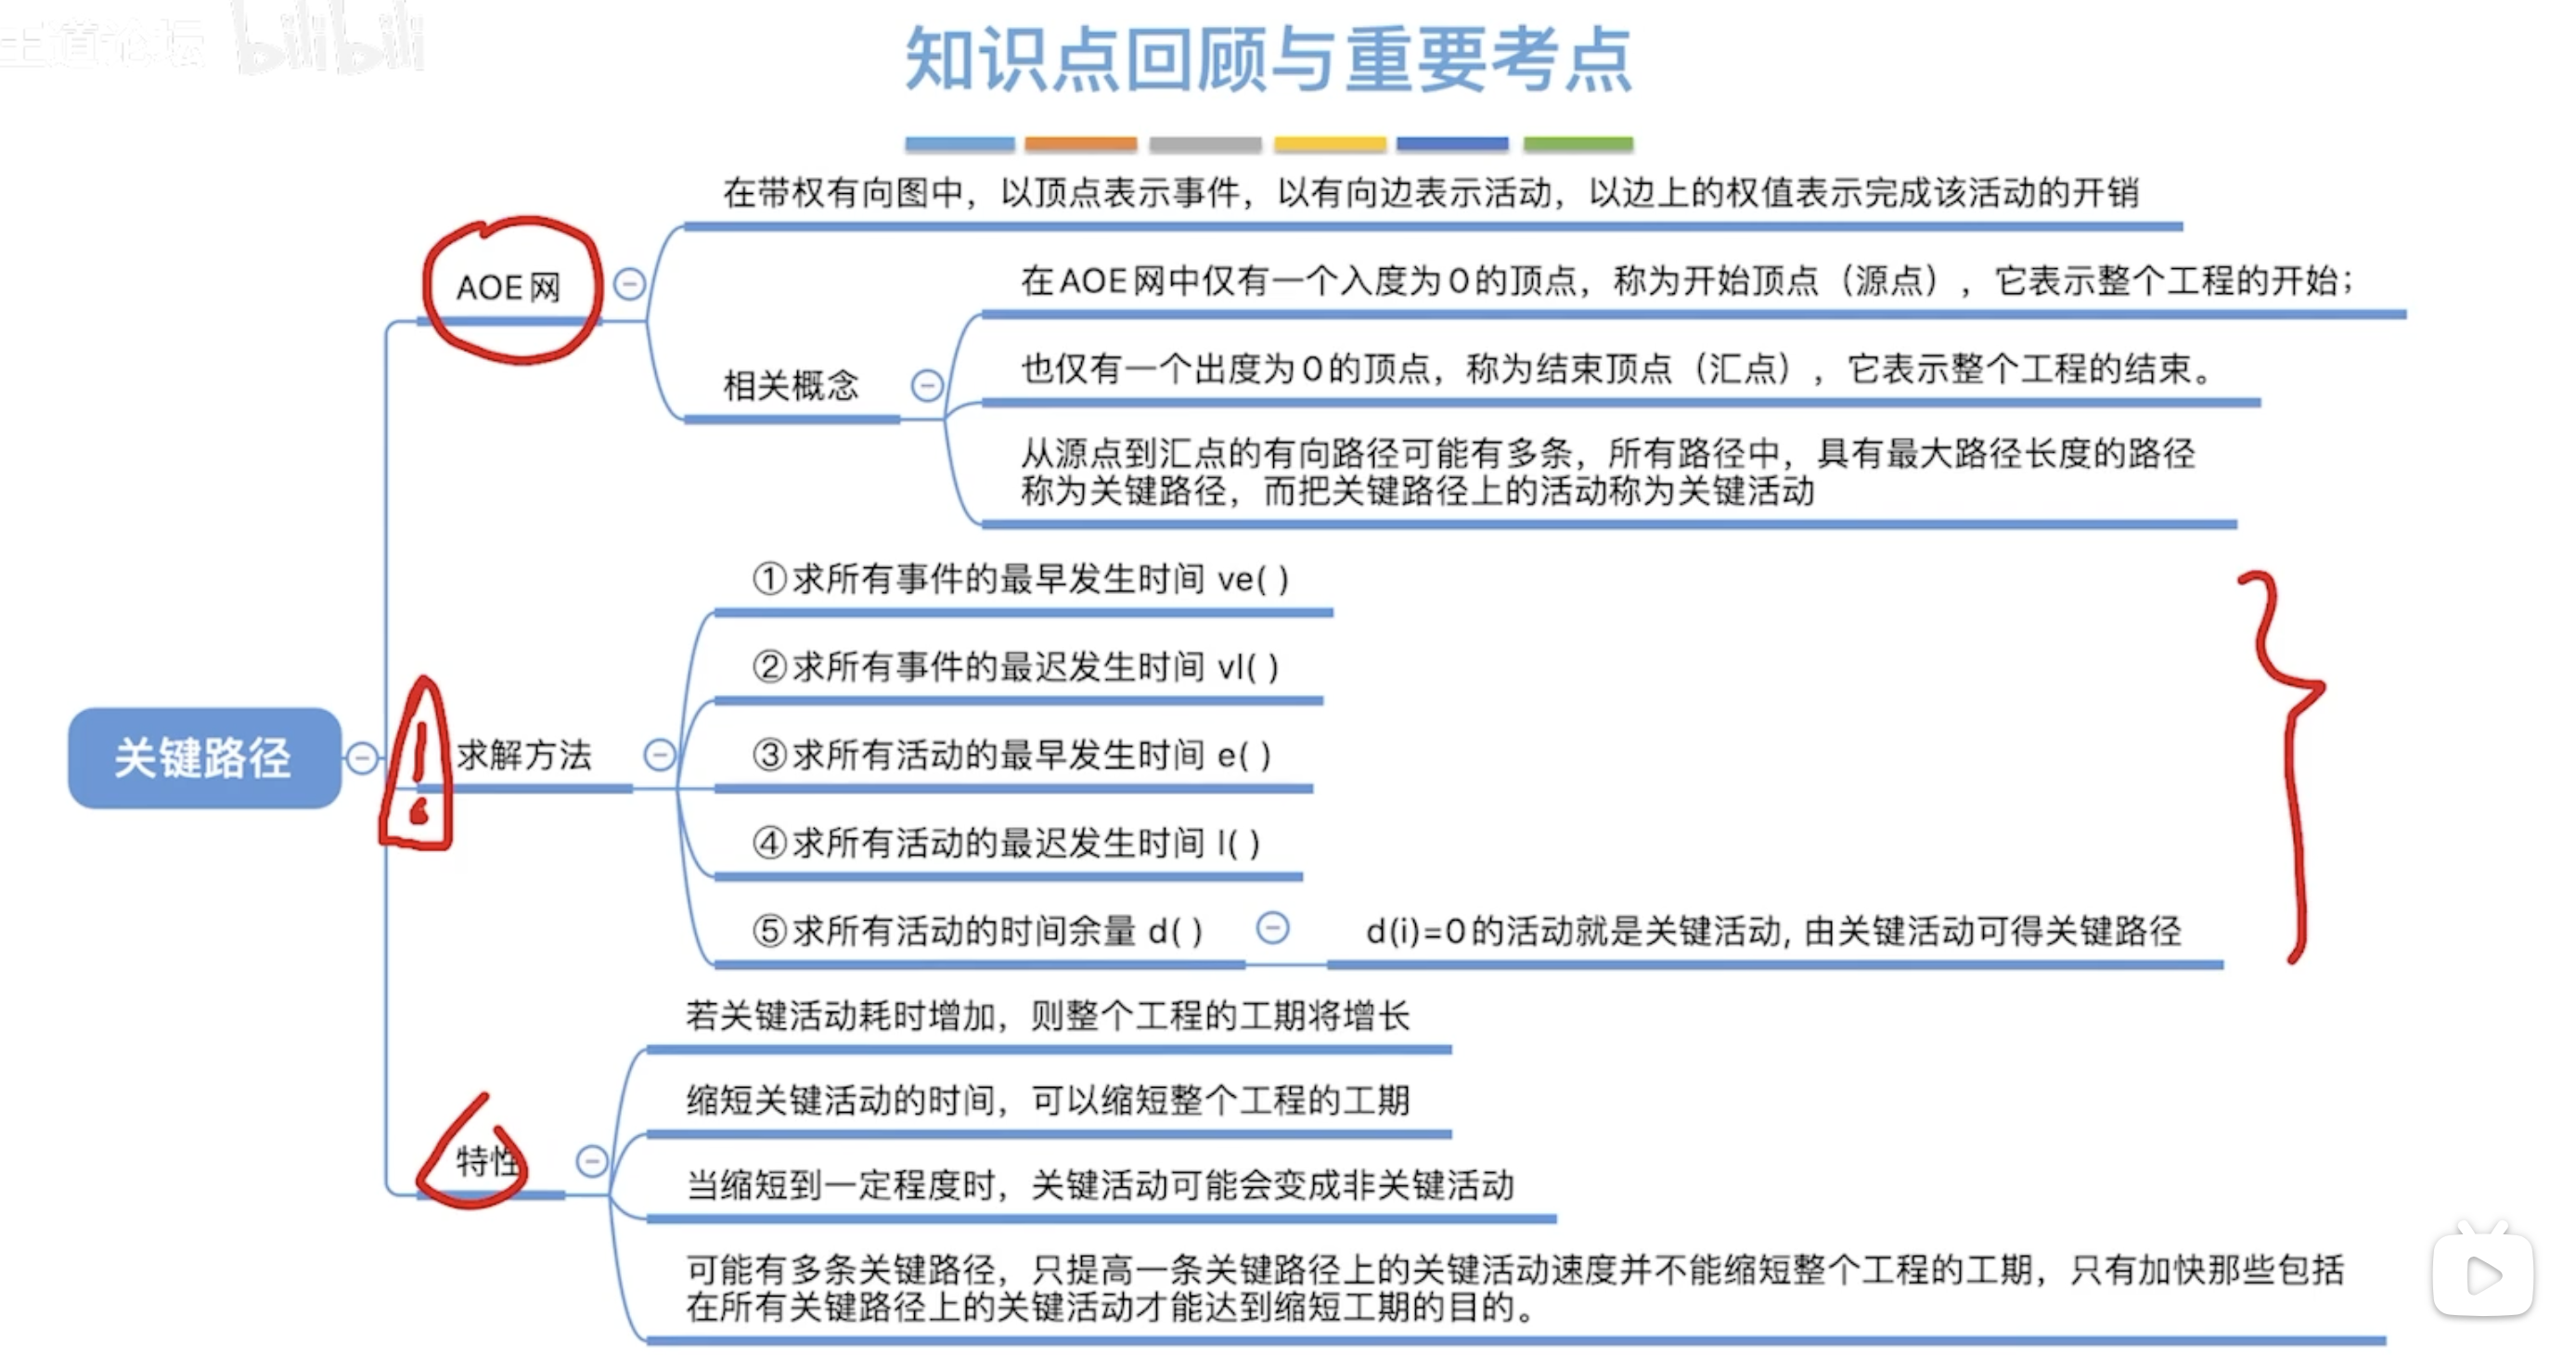 王道论坛 bilibili
知识点回顾与重要考点
在带权有向图中，以顶点表示事件，以有向边表示活动，以边上的权值表示完成该活动的开销
AOE网
在AOE网中仅有一个入度为0的顶点，称为开始顶点（源点），它表示整个工程的开始；
相关概念
也仅有一个出度为0的顶点，称为结束顶点（汇点），它表示整个工程的结束。
从源点到汇点的有向路径可能有多条，所有路径中，具有最大路径长度的路径
称为关键路径，而把关键路径上的活动称为关键活动
关键路径
求解方法
①求所有事件的最早发生时间 ve( )
②求所有事件的最迟发生时间 vl( )
③求所有活动的最早发生时间 e( )
④求所有活动的最迟发生时间 l( )
⑤求所有活动的时间余量 d( )
d(i)=0的活动就是关键活动, 由关键活动可得关键路径
特性
若关键活动耗时增加，则整个工程的工期将增长
缩短关键活动的时间，可以缩短整个工程的工期
当缩短到一定程度时，关键活动可能会变成非关键活动
可能有多条关键路径，只提高一条关键路径上的关键活动速度并不能缩短整个工程的工期，只有加快那些包括
在所有关键路径上的关键活动才能达到缩短工期的目的。